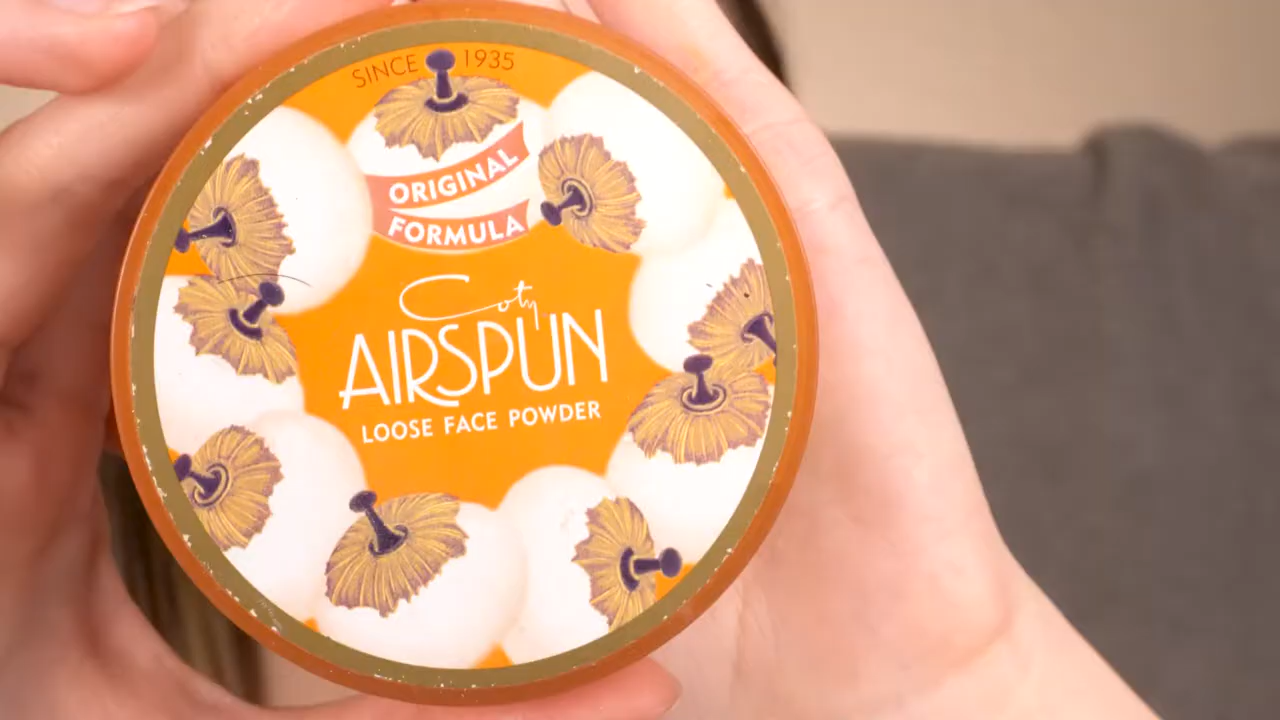 SINCE 1935
ORIGINAL
FORMULA
Coty
AIRSPUN
LOOSE FACE POWDER